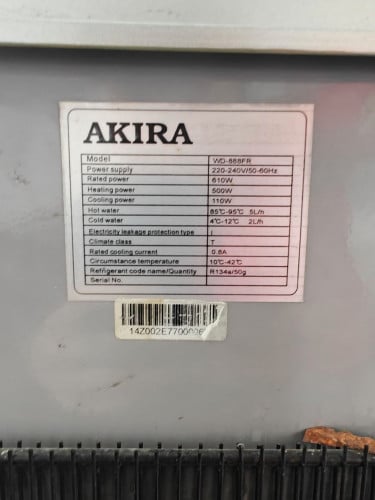 AKIRA
Model WD-868FR
Power supply 220-240V/50-60Hz
Rated power 610W
Heating power 500W
Cooling power 110W
Hot water 85℃-95℃ 5L/h
Cold water 4℃-12℃ 2L/h
Electricity leakage protection type I
Climate class T
Rated cooling current 0.8A
Circumstance temperature 10℃-42℃
Refrigerant code name/Quantity R134a/50g
Serial No.